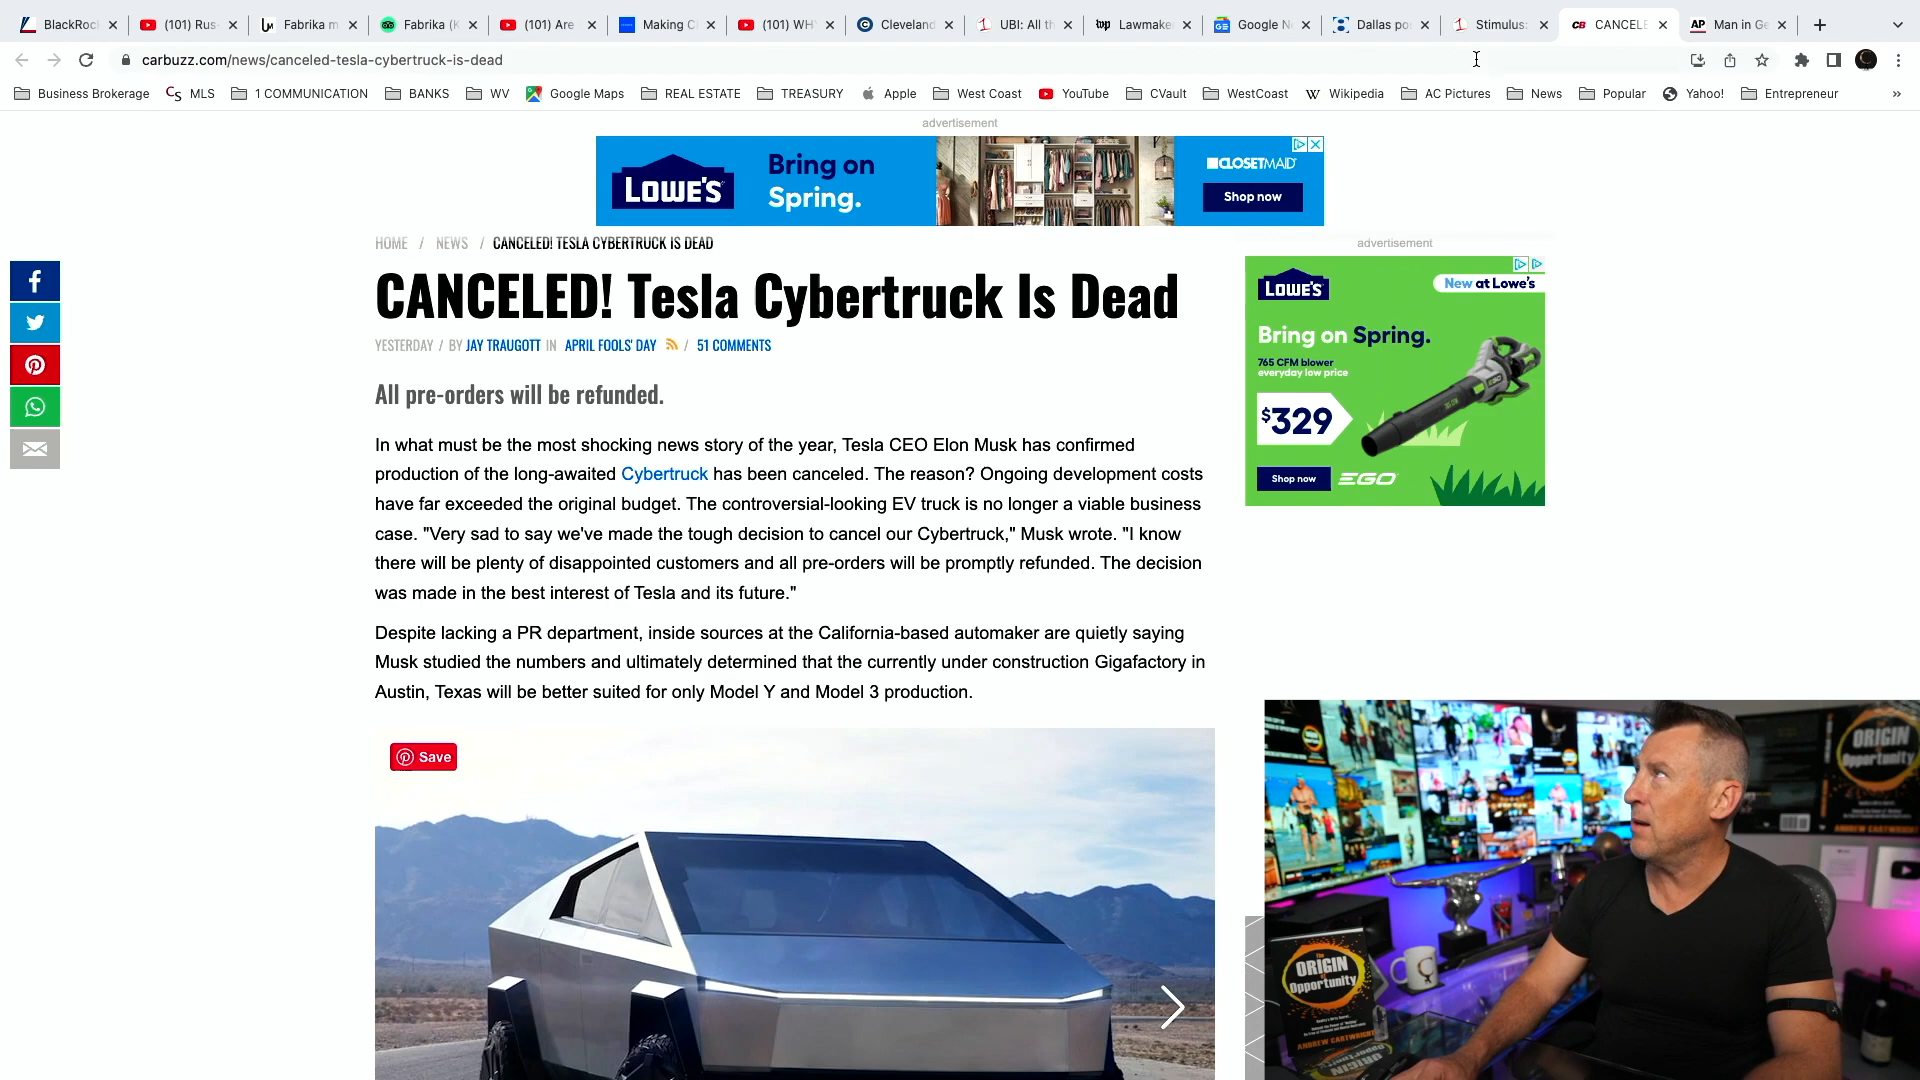 BlackRoc
(101) Rus
Fabrika m
Fabrika (K
(101) Are
Making C
(101) WH
Cleveland
UBI: All th
Lawmake
Google N
Dallas po
Stimulus:
CANCELE
Man in Ge
carbuzz.com/news/canceled-tesla-cybertruck-is-dead
Business Brokerage
MLS
1 COMMUNICATION
BANKS
WV
Google Maps
REAL ESTATE
TREASURY
Apple
West Coast
YouTube
CVault
WestCoast
Wikipedia
AC Pictures
News
Popular
Yahoo!
Entrepreneur
advertisement
LOWE'S
Bring on
Spring.
CLOSETMAID
Shop now
HOME / NEWS / CANCELED! TESLA CYBERTRUCK IS DEAD
CANCELED! Tesla Cybertruck Is Dead
YESTERDAY / BY JAY TRAUGOTT IN APRIL FOOLS' DAY / 51 COMMENTS
All pre-orders will be refunded.
In what must be the most shocking news story of the year, Tesla CEO Elon Musk has confirmed
production of the long-awaited Cybertruck has been canceled. The reason? Ongoing development costs
have far exceeded the original budget. The controversial-looking EV truck is no longer a viable business
case. "Very sad to say we've made the tough decision to cancel our Cybertruck," Musk wrote. "I know
there will be plenty of disappointed customers and all pre-orders will be promptly refunded. The decision
was made in the best interest of Tesla and its future."
Despite lacking a PR department, inside sources at the California-based automaker are quietly saying
Musk studied the numbers and ultimately determined that the currently under construction Gigafactory in
Austin, Texas will be better suited for only Model Y and Model 3 production.
Save
advertisement
LOWE'S
New at Lowe's
Bring on Spring.
765 CFM blower
everyday low price
$329
Shop now
EGO
ORIGIN
of Opportunity
ANDREW CARTWRIGHT
The
ORIGIN
of Opportunity
ANDREW CARTWRIGHT